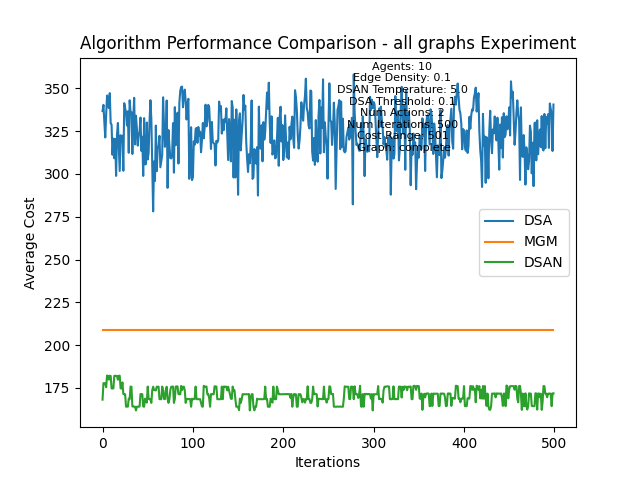 Algorithm Performance Comparison - all graphs Experiment
Agents: 10
Edge Density: 0.1
DSAN Temperature: 5.0
DSA Threshold: 0.1
Num Actions: 2
Num Iterations: 500
Cost Range: 501
Graph: complete
350
325
300
275
250
225
200
175
Average Cost
DSA
MGM
DSAN
0
100
200
300
400
500
Iterations